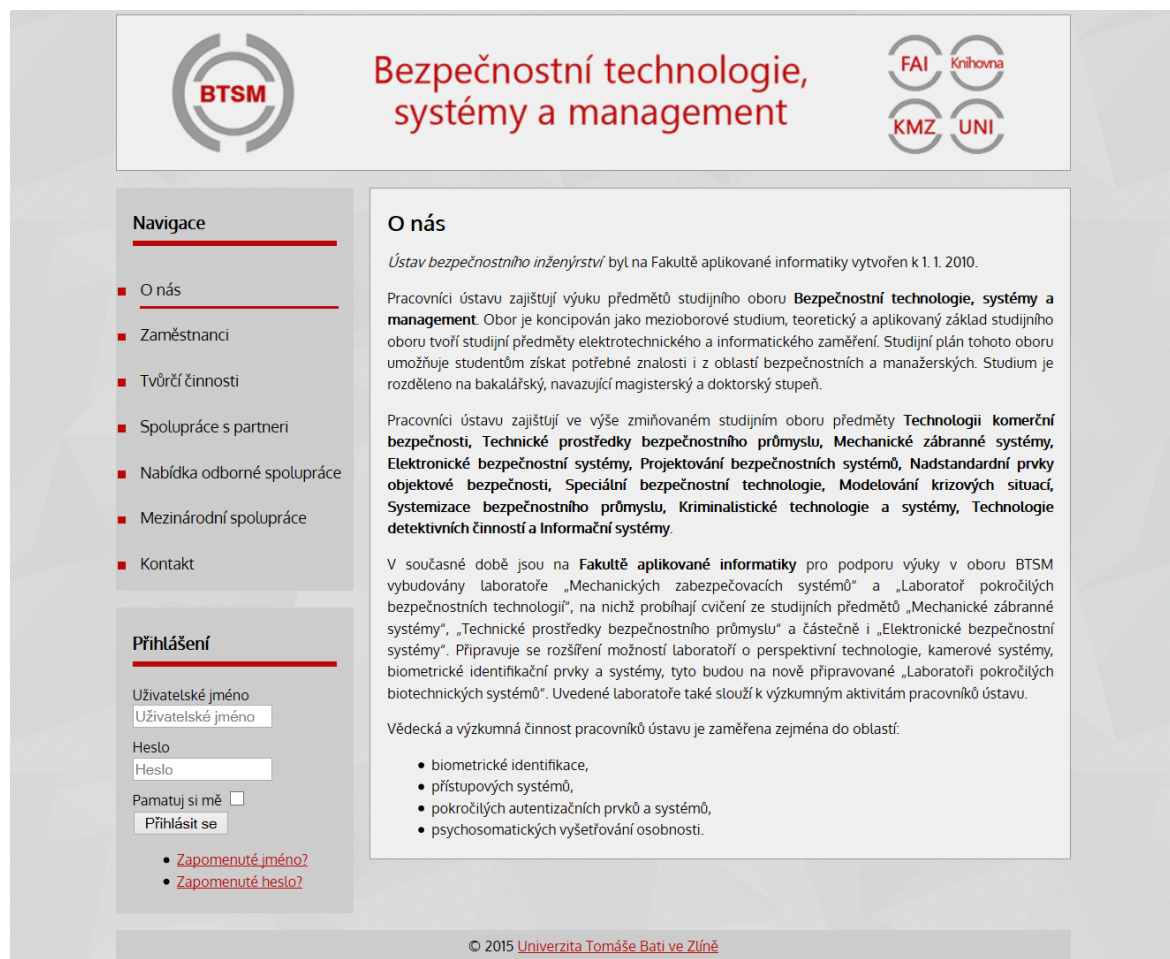 BTSM
Bezpečnostní technologie,
systémy a management
FAI
Knihovna
KMZ
UNI
Navigace
O nás
Zaměstnanci
Tvůrčí činnosti
Spolupráce s partneri
Nabídka odborné spolupráce
Mezinárodní spolupráce
Kontakt
Přihlášení
Uživatelské jméno
Uživatelské jméno
Heslo
Heslo
Pamatuj si mě
Přihlásit se
Zapomenuté jméno?
Zapomenuté heslo?
O nás
Ústav bezpečnostního inženýrství byl na Fakultě aplikované informatiky vytvořen k 1. 1. 2010.
Pracovníci ústavu zajišťují výuku předmětů studijního oboru Bezpečnostní technologie, systémy a
management. Obor je koncipován jako mezioborové studium, teoretický a aplikovaný základ studijního
oboru tvoří studijní předměty elektrotechnického a informatického zaměření. Studijní plán tohoto oboru
umožňuje studentům získat potřebné znalosti i z oblastí bezpečnostních a manažerských. Studium je
rozděleno na bakalářský, navazující magisterský a doktorský stupeň.
Pracovníci ústavu zajišťují ve výše zmiňovaném studijním oboru předměty Technologii komerční
bezpečnosti, Technické prostředky bezpečnostního průmyslu, Mechanické zábranné systémy,
Elektronické bezpečnostní systémy, Projektování bezpečnostních systémů, Nadstandardní prvky
objektové bezpečnosti, Speciální bezpečnostní technologie, Modelování krizových situací,
Systemizace bezpečnostního průmyslu, Kriminalistické technologie a systémy, Technologie
detektivních činností a Informační systémy.
V současné době jsou na Fakultě aplikované informatiky pro podporu výuky v oboru BTSM
vybudovány laboratoře „Mechanických zabezpečovacích systémů“ a „Laboratoř pokročilých
bezpečnostních technologií“, na nichž probíhají cvičení ze studijních předmětů „Mechanické zábranné
systémy“, „Technické prostředky bezpečnostního průmyslu“ a částečně i „Elektronické bezpečnostní
systémy“. Připravuje se rozšíření možností laboratoří o perspektivní technologie, kamerové systémy,
biometrické identifikační prvky a systémy, tyto budou na nově připravované „Laboratoři pokročilých
biotechnických systémů“. Uvedené laboratoře také slouží k výzkumným aktivitám pracovníků ústavu.
Vědecká a výzkumná činnost pracovníků ústavu je zaměřena zejména do oblastí:
biometrické identifikace,
přístupových systémů,
pokročilých autentizačních prvků a systémů,
psychosomatických vyšetřování osobnosti.
© 2015 Univerzita Tomáše Bati ve Zlíně